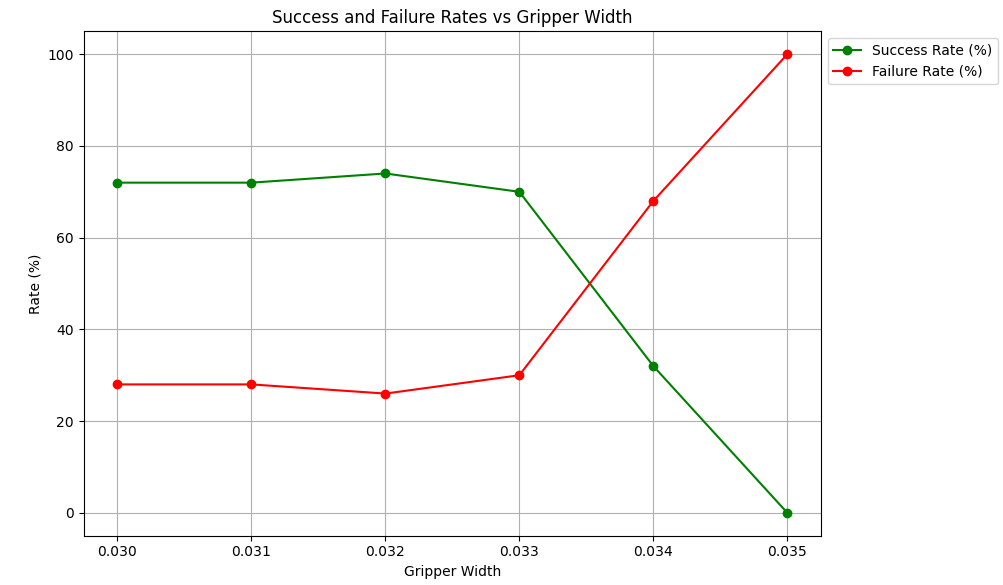 Success and Failure Rates vs Gripper Width
Success Rate (%)
Failure Rate (%)
Rate (%)
100
80
60
40
20
0
0.030 0.031 0.032 0.033 0.034 0.035
Gripper Width